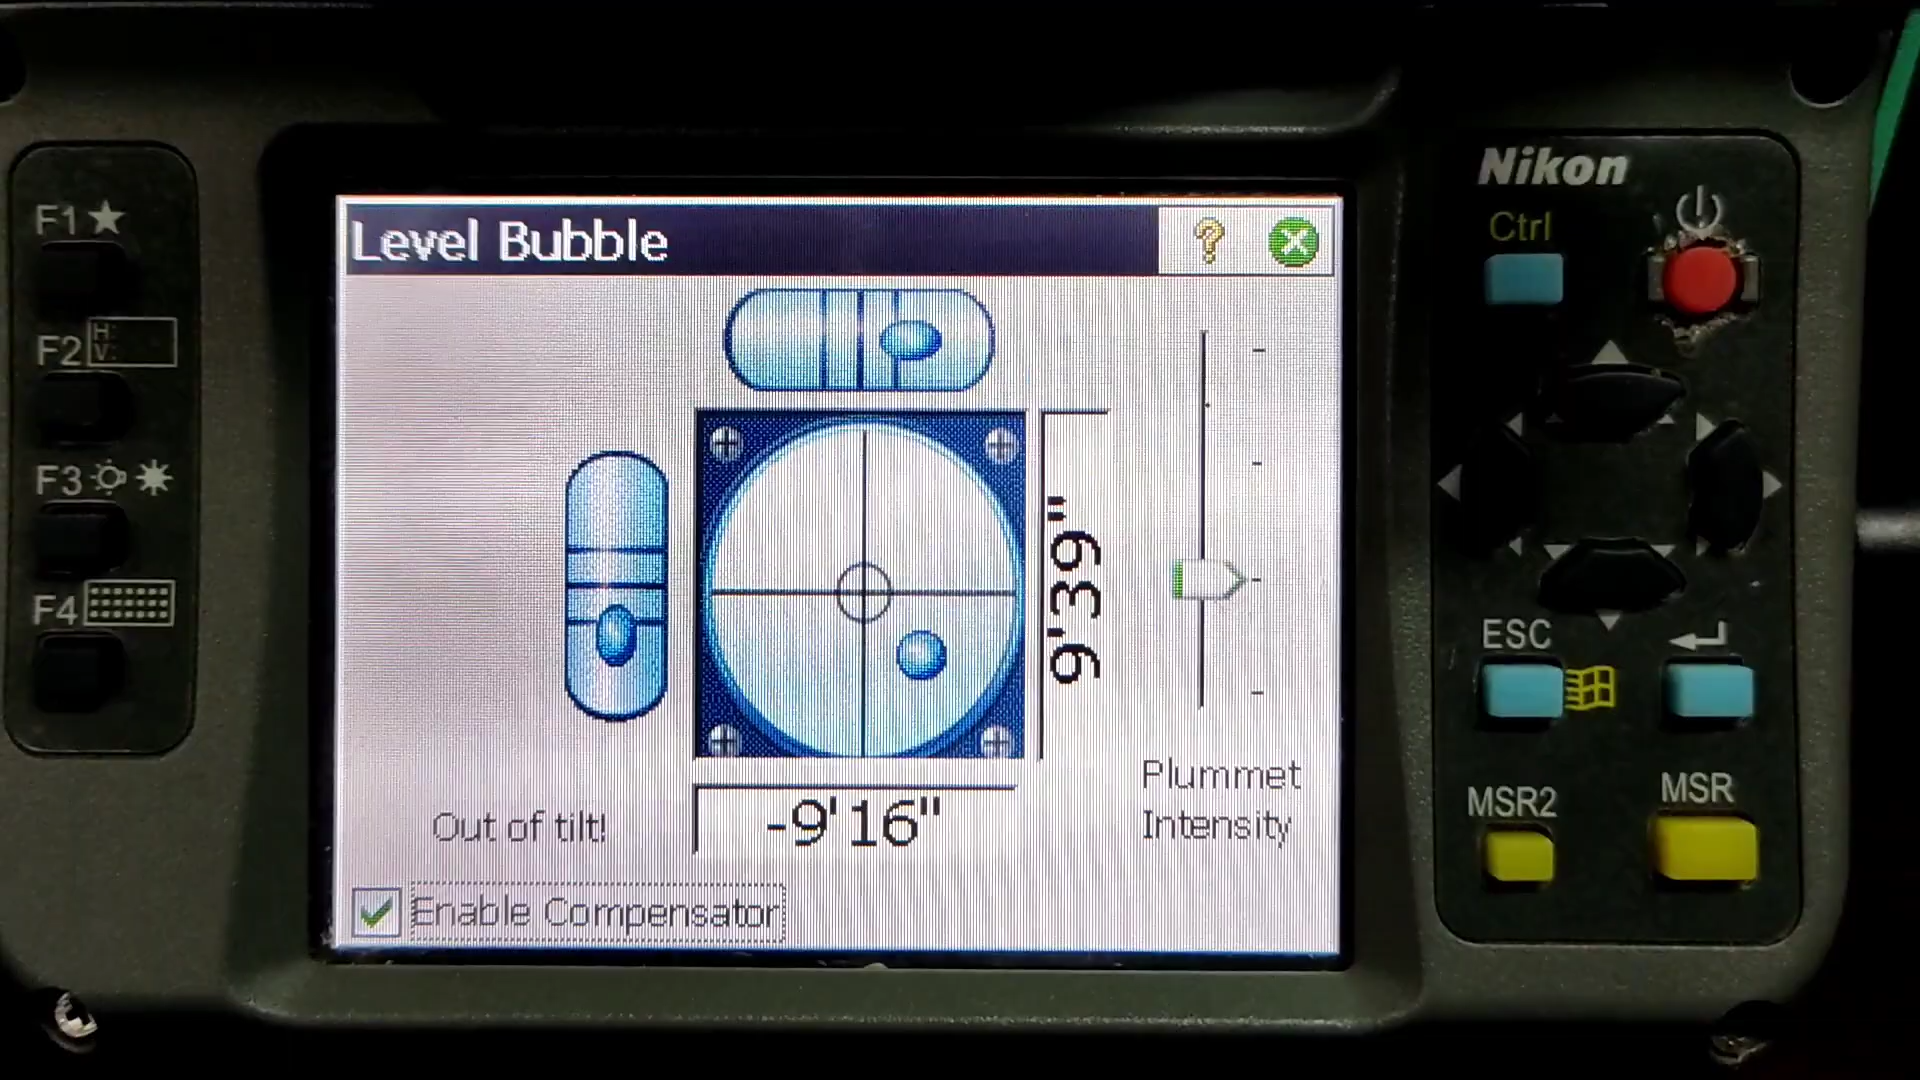 Nikon
F1
Ctrl
Level Bubble
?
F2 H:
V:
F3
9'39"
F4
ESC
Plummet
Intensity
MSR2
MSR
Out of tilt!
-9'16"
Enable Compensator